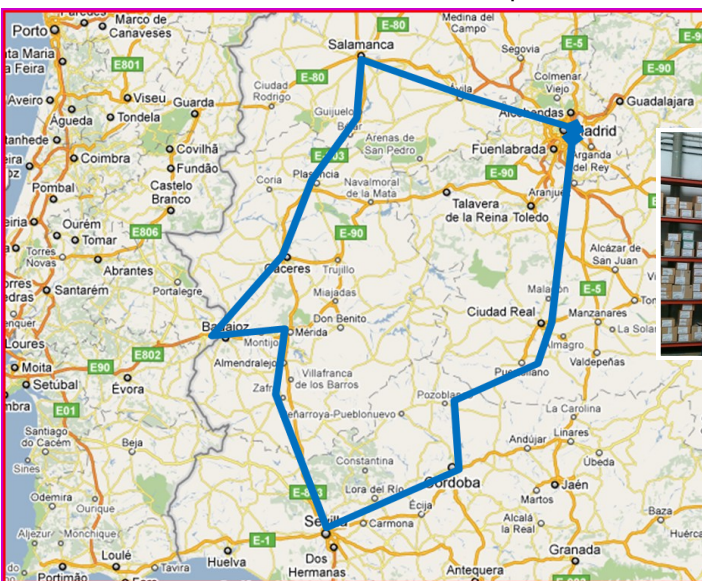 Porto
Paredes
Marco de
Canaveses
Santa Maria
da Feira
E801
Aveiro
Viseu
Guarda
Águeda
Tondela
Covilhã
Fundão
Coimbra
Pombal
Castelo
Branco
Ourém
Tomar
E806
Torres
Novas
Abrantes
Santarém
Portalegre
Loures
E90
E802
Moita
Setúbal
Évora
E01
Santiago
do Cacém
Beja
Sines
Odemira
Ourique
Aljezur
Monchique
Loulé
Tavira
Portimão
E-80
Medina del
Campo
Salamanca
Segovia
E-5
E-90
E-80
Ciudad
Rodrigo
Ávila
Colmenar
Viejo
Guadalajara
Guijuelo
Béjar
Alcobendas
Madrid
Arenas de
San Pedro
Fuenlabrada
Arganda
del Rey
E-803
Plasencia
Coria
Navalmoral
de la Mata
E-90
Aranjuez
Talavera
de la Reina
Toledo
E-90
Cáceres
Trujillo
Alcázar de
San Juan
Miajadas
Malagón
E-5
Don Benito
Ciudad Real
Manzanares
Badajoz
Montijo
Mérida
Almagro
La Solana
Almendralejo
Puertollano
Valdepeñas
Zafra
Villafranca
de los Barros
Peñarroya-Pueblonuevo
Pozoblanco
La Carolina
Linares
Andújar
Úbeda
Constantina
Córdoba
Lora del Río
E-803
Jaén
Écija
Martos
Sevilla
Carmona
Alcalá
la Real
Baza
E-1
Huelva
Dos
Hermanas
Granada
Antequera
E-902